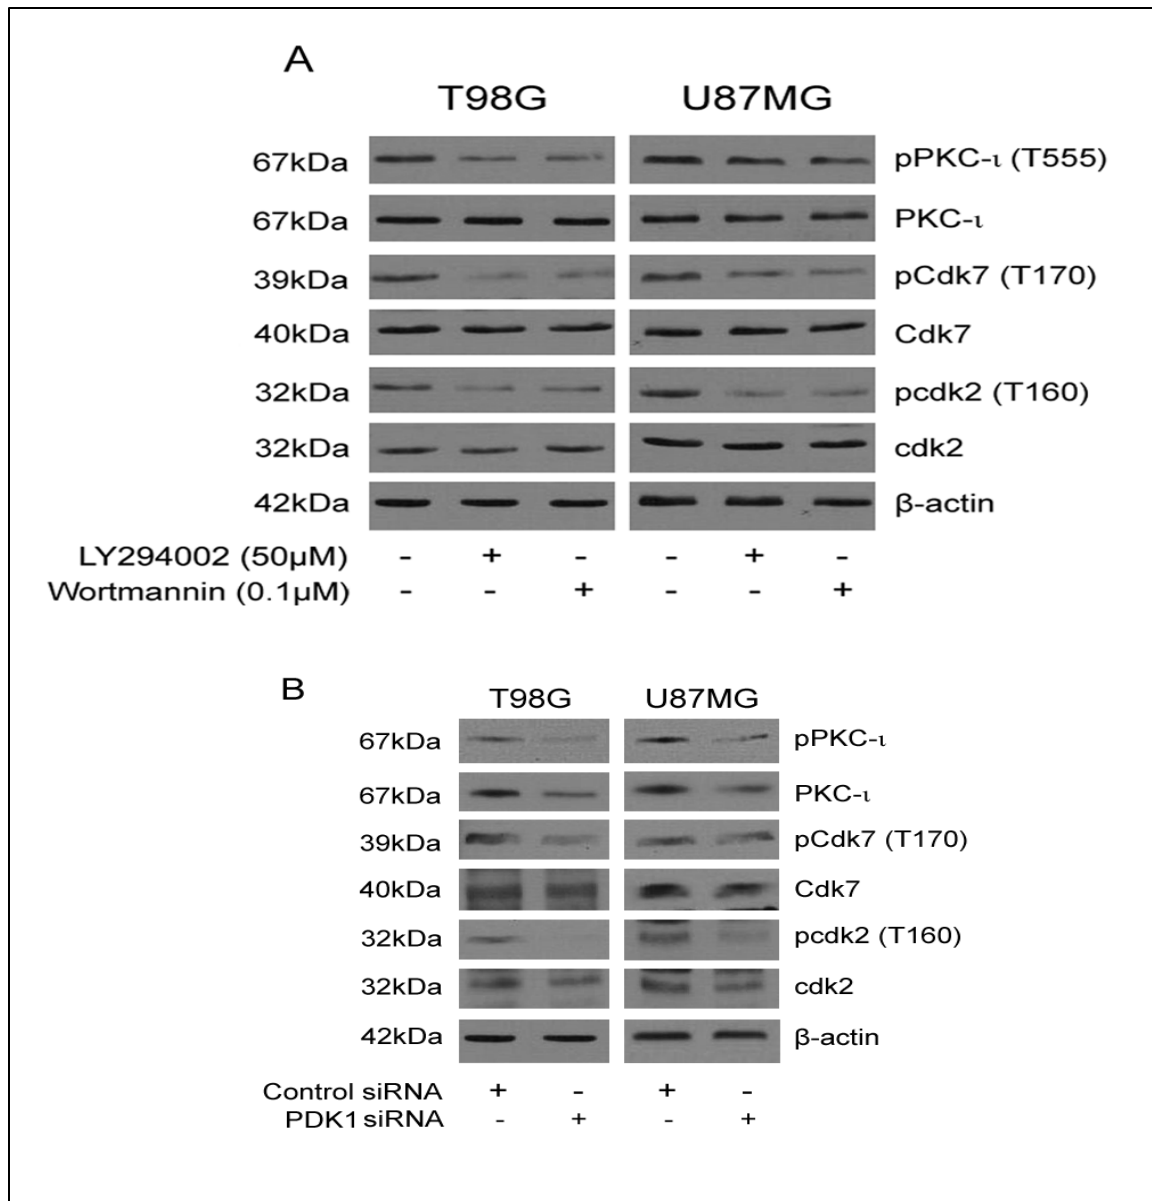 A
T98G U87MG
67kDa pPKC-ι (T555)
67kDa PKC-ι
39kDa pCdk7 (T170)
40kDa Cdk7
32kDa pcdk2 (T160)
32kDa cdk2
42kDa β-actin
LY294002 (50µM) - + - - + -
Wortmannin (0.1µM) - - + - - +
B
T98G U87MG
67kDa pPKC-ι
67kDa PKC-ι
39kDa pCdk7 (T170)
40kDa Cdk7
32kDa pcdk2 (T160)
32kDa cdk2
42kDa β-actin
Control siRNA + - + -
PDK1 siRNA - + - +